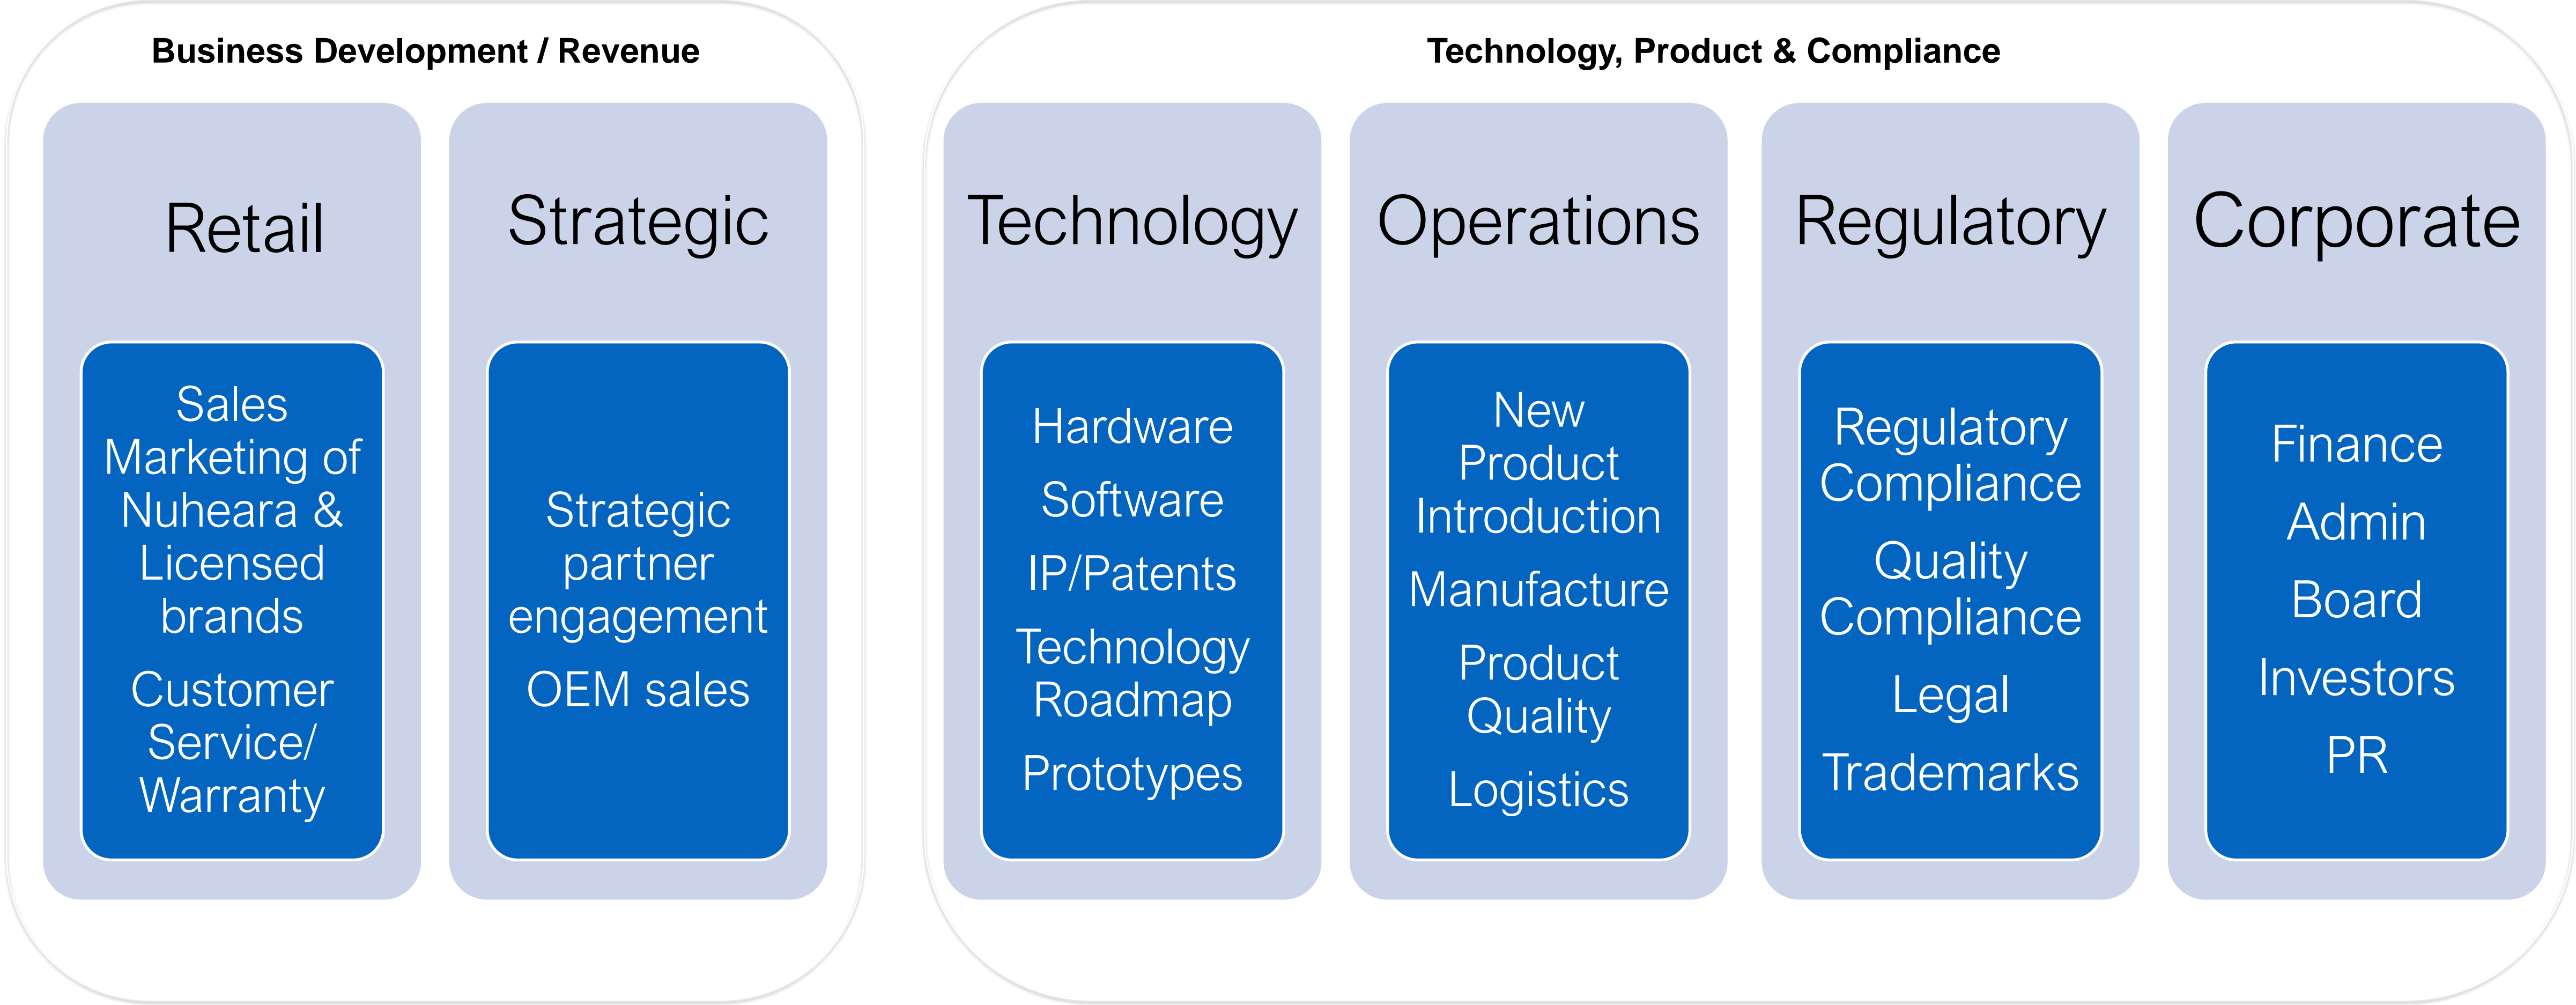 Business Development / Revenue
Retail
Sales
Marketing of
Nuheara &
Licensed
brands
Customer
Service/
Warranty
Strategic
Strategic
partner
engagement
OEM sales
Technology, Product & Compliance
Technology
Hardware
Software
IP/Patents
Technology
Roadmap
Prototypes
Operations
New
Product
Introduction
Manufacture
Product
Quality
Logistics
Regulatory
Regulatory
Compliance
Quality
Compliance
Legal
Trademarks
Corporate
Finance
Admin
Board
Investors
PR